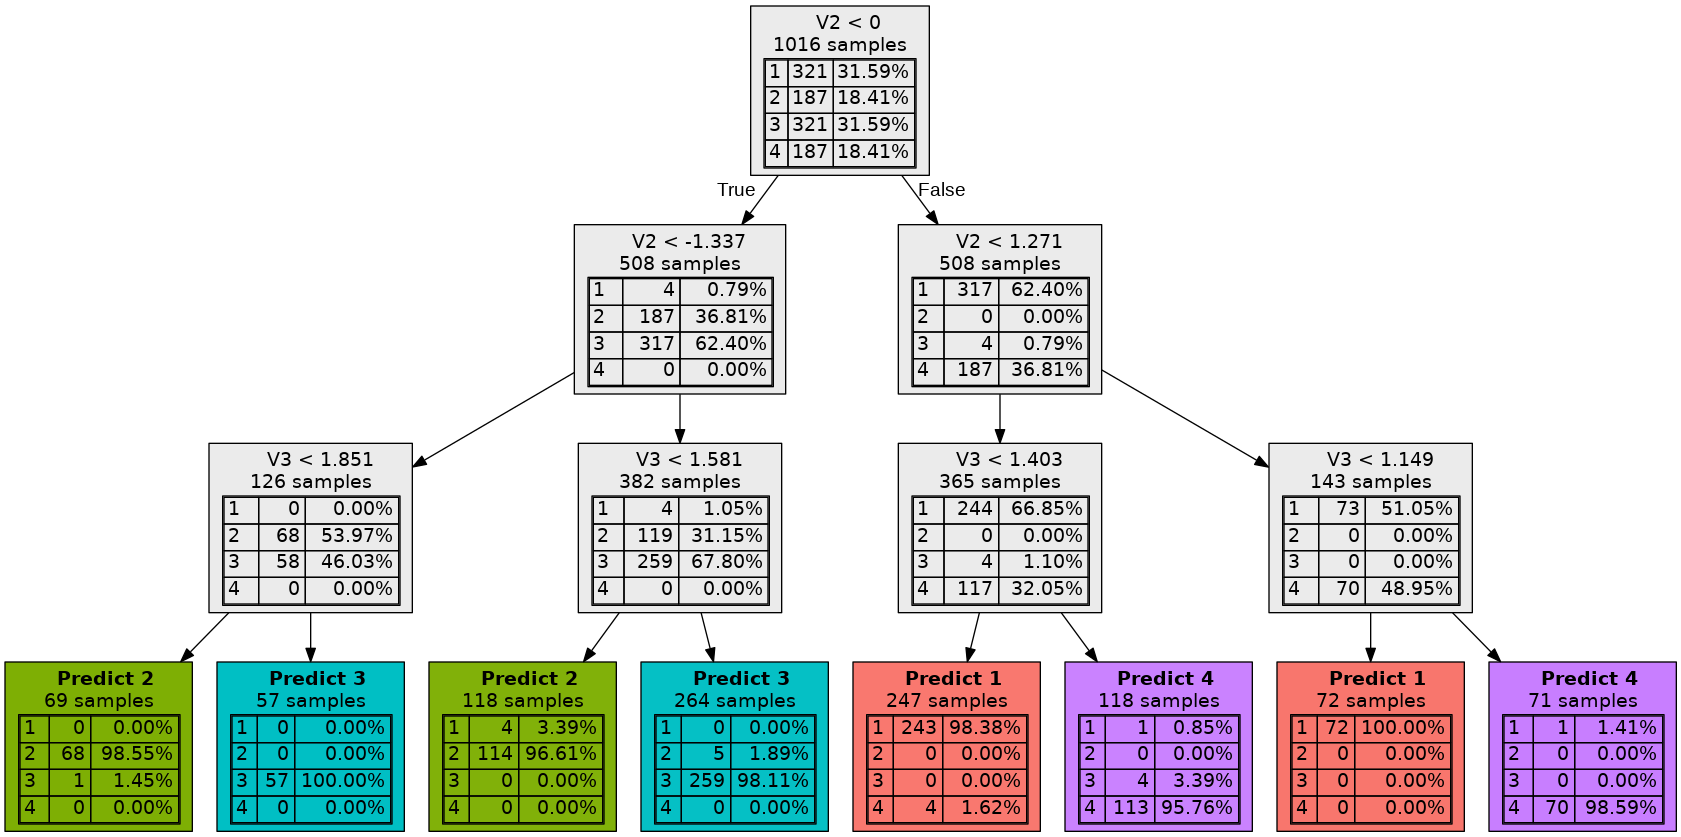 V2 < 0
1016 samples
1 321 31.59%
2 187 18.41%
3 321 31.59%
4 187 18.41%
True
False
V2 < -1.337
508 samples
1 4 0.79%
2 187 36.81%
3 317 62.40%
4 0 0.00%
V2 < 1.271
508 samples
1 317 62.40%
2 0 0.00%
3 4 0.79%
4 187 36.81%
V3 < 1.851
126 samples
1 0 0.00%
2 68 53.97%
3 58 46.03%
4 0 0.00%
V3 < 1.581
382 samples
1 4 1.05%
2 119 31.15%
3 259 67.80%
4 0 0.00%
V3 < 1.403
365 samples
1 244 66.85%
2 0 0.00%
3 4 1.10%
4 117 32.05%
V3 < 1.149
143 samples
1 73 51.05%
2 0 0.00%
3 0 0.00%
4 70 48.95%
Predict 2
69 samples
1 0 0.00%
2 68 98.55%
3 1 1.45%
4 0 0.00%
Predict 3
57 samples
1 0 0.00%
2 0 0.00%
3 57 100.00%
4 0 0.00%
Predict 2
118 samples
1 4 3.39%
2 114 96.61%
3 0 0.00%
4 0 0.00%
Predict 3
264 samples
1 0 0.00%
2 5 1.89%
3 259 98.11%
4 0 0.00%
Predict 1
247 samples
1 243 98.38%
2 0 0.00%
3 0 0.00%
4 4 1.62%
Predict 4
118 samples
1 1 0.85%
2 0 0.00%
3 4 3.39%
4 113 95.76%
Predict 1
72 samples
1 72 100.00%
2 0 0.00%
3 0 0.00%
4 0 0.00%
Predict 4
71 samples
1 1 1.41%
2 0 0.00%
3 0 0.00%
4 70 98.59%